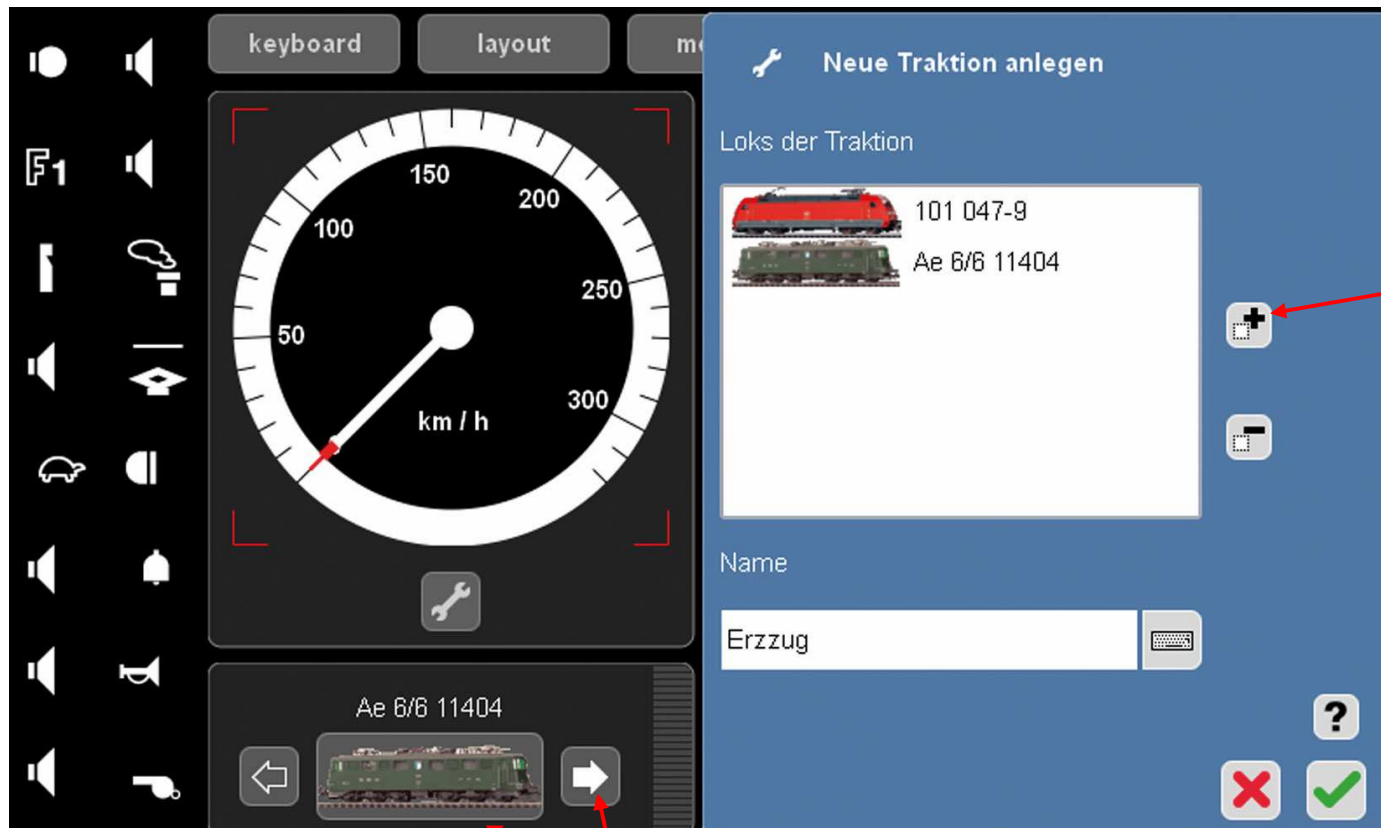 keyboard
layout
F1
50
100
150
200
250
300
km / h
Ae 6/6 11404
Neue Traktion anlegen
Loks der Traktion
101 047-9
Ae 6/6 11404
Name
Erzzug
?